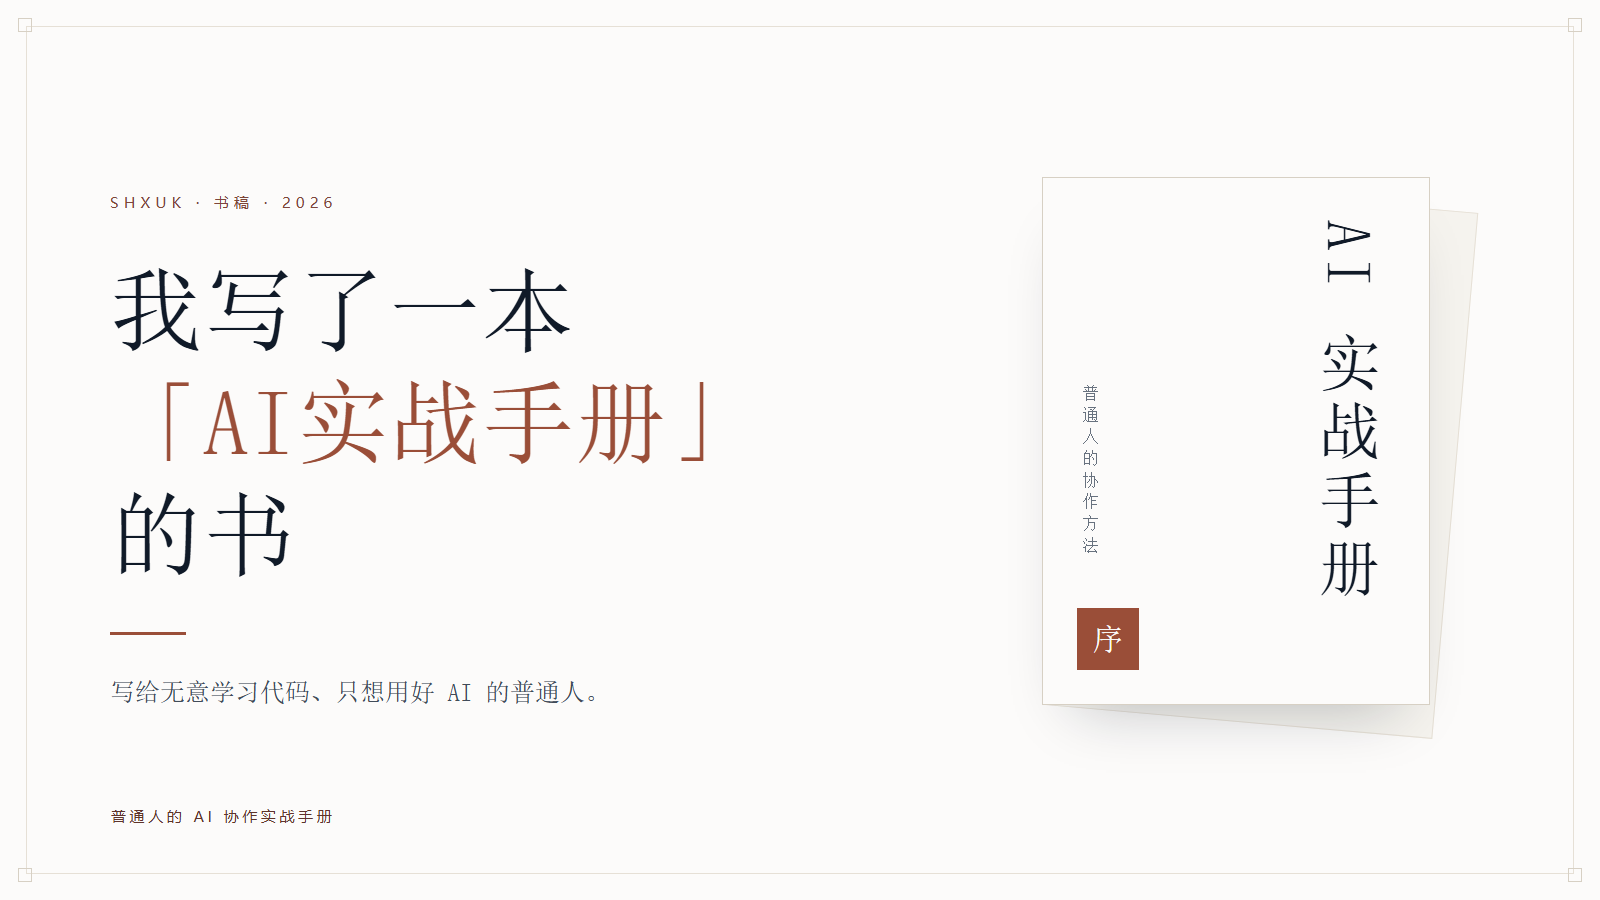 SHXUK · 书稿 · 2026
我写了一本
「AI实战手册」
的书
写给无意学习代码、只想用好 AI 的普通人。
普通人的 AI 协作实战手册
AI 实战手册
普通人的协作方法
序